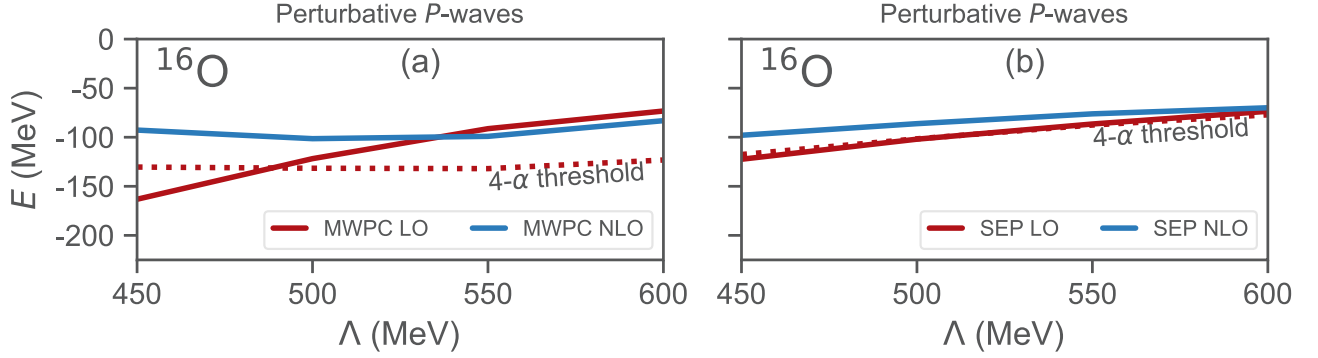 Perturbative P-waves
¹⁶O
(a)
0
-50
-100
-150
-200
E (MeV)
4-α threshold
MWPC LO
MWPC NLO
450
500
550
600
Λ (MeV)
Perturbative P-waves
¹⁶O
(b)
4-α threshold
SEP LO
SEP NLO
450
500
550
600
Λ (MeV)